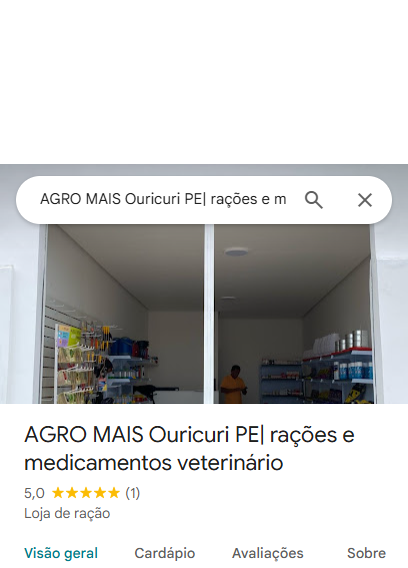 AGRO MAIS Ouricuri PE| rações e m
AGRO MAIS Ouricuri PE| rações e
medicamentos veterinário
5,0 ★★★★★ (1)
Loja de ração
Visão geral Cardápio Avaliações Sobre